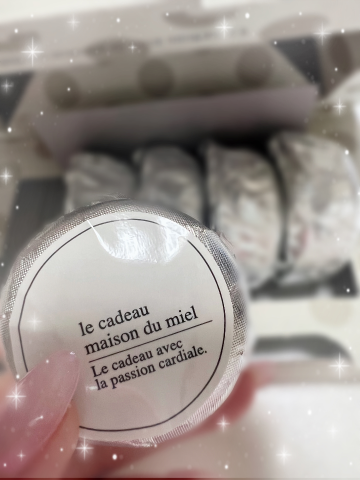 le cadeau
maison du miel
Le cadeau avec
la passion cardiale.